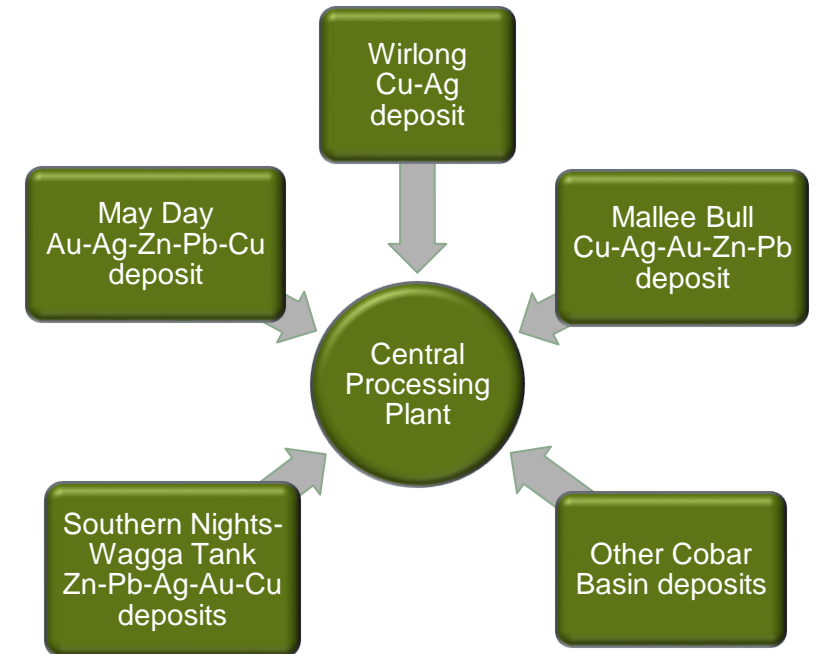 Wirlong
Cu-Ag
deposit
May Day
Au-Ag-Zn-Pb-Cu
deposit
Mallee Bull
Cu-Ag-Au-Zn-Pb
deposit
Central
Processing
Plant
Southern Nights-
Wagga Tank
Zn-Pb-Ag-Au-Cu
deposits
Other Cobar
Basin deposits